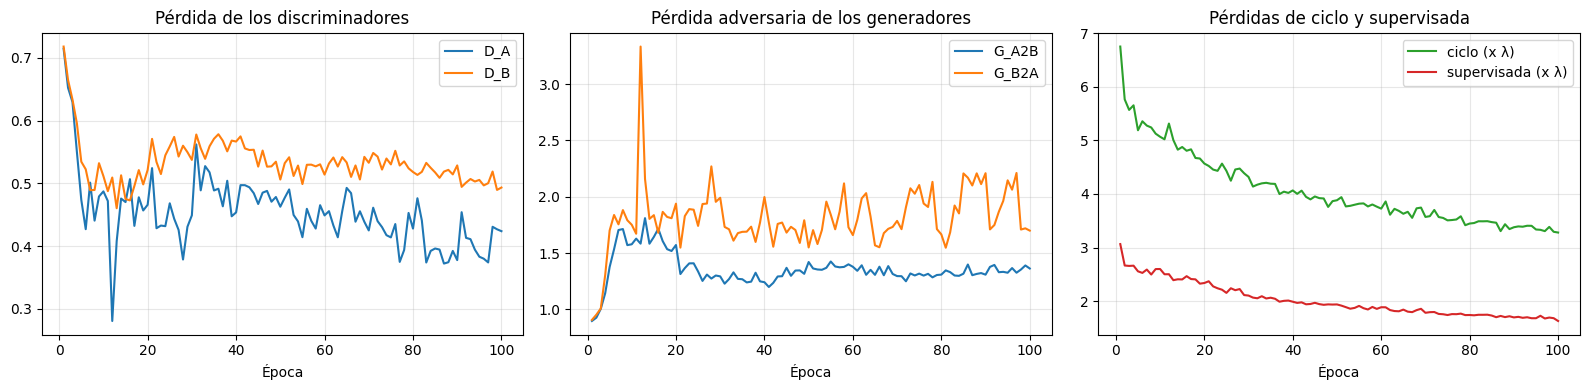 Pérdida de los discriminadores
D_A
D_B
0.7
0.6
0.5
0.4
0.3
0 20 40 60 80 100
Época
Pérdida adversaria de los generadores
G_A2B
G_B2A
3.0
2.5
2.0
1.5
1.0
0 20 40 60 80 100
Época
Pérdidas de ciclo y supervisada
ciclo (x λ)
supervisada (x λ)
7
6
5
4
3
2
0 20 40 60 80 100
Época